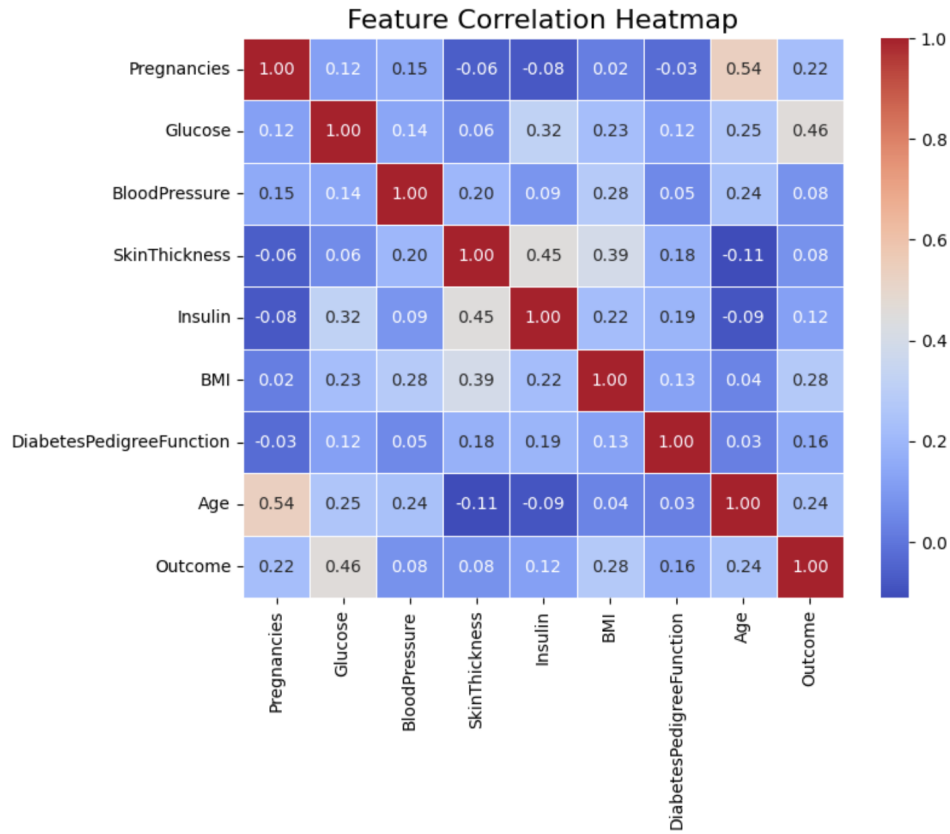 Feature Correlation Heatmap
Pregnancies 1.00 0.12 0.15 -0.06 -0.08 0.02 -0.03 0.54 0.22
Glucose 0.12 1.00 0.14 0.06 0.32 0.23 0.12 0.25 0.46
BloodPressure 0.15 0.14 1.00 0.20 0.09 0.28 0.05 0.24 0.08
SkinThickness -0.06 0.06 0.20 1.00 0.45 0.39 0.18 -0.11 0.08
Insulin -0.08 0.32 0.09 0.45 1.00 0.22 0.19 -0.09 0.12
BMI 0.02 0.23 0.28 0.39 0.22 1.00 0.13 0.04 0.28
DiabetesPedigreeFunction -0.03 0.12 0.05 0.18 0.19 0.13 1.00 0.03 0.16
Age 0.54 0.25 0.24 -0.11 -0.09 0.04 0.03 1.00 0.24
Outcome 0.22 0.46 0.08 0.08 0.12 0.28 0.16 0.24 1.00
Pregnancies
Glucose
BloodPressure
SkinThickness
Insulin
BMI
DiabetesPedigreeFunction
Age
Outcome
1.0
0.8
0.6
0.4
0.2
0.0